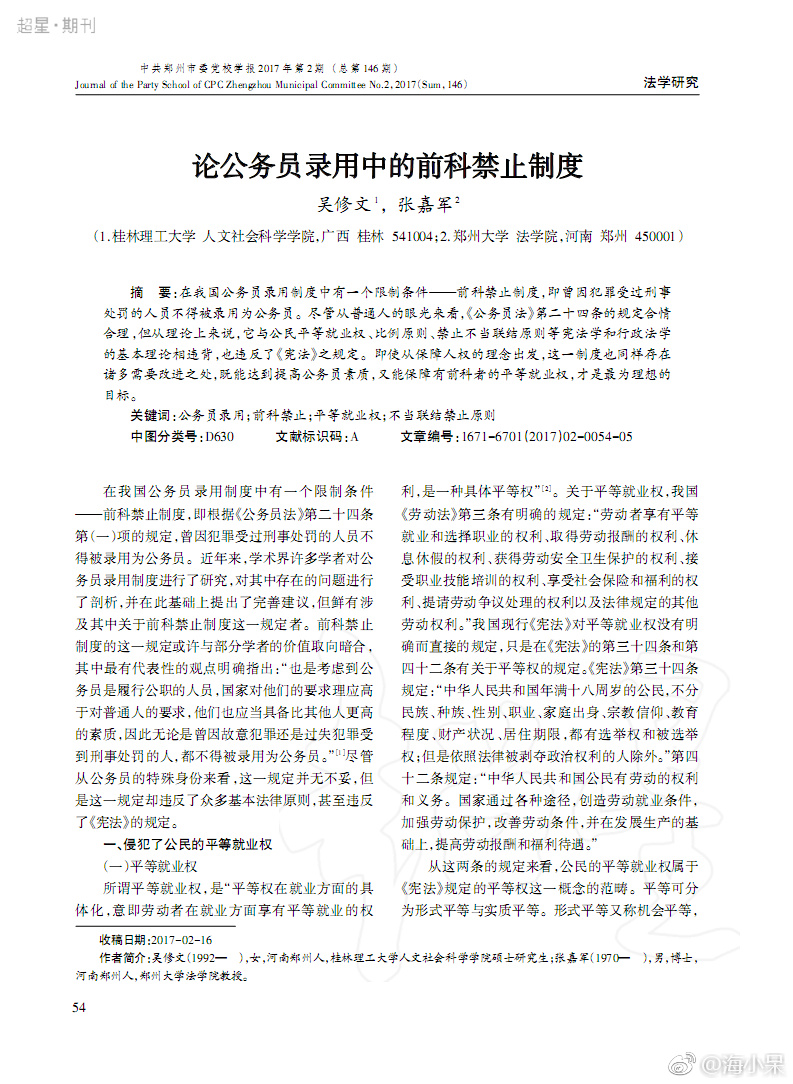 超星·期刊
中共郑州市委党校学报2017年第2期（总第146期）
Journal of the Party School of CPC Zhengzhou Municipal Committee No.2,2017(Sum,146)
法学研究
论公务员录用中的前科禁止制度
吴修文1，张嘉军2
（1.桂林理工大学 人文社会科学学院,广西 桂林 541004;2.郑州大学 法学院,河南 郑州 450001）
摘 要:在我国公务员录用制度中有一个限制条件——前科禁止制度,即曾因犯罪受过刑事
处罚的人员不得被录用为公务员。尽管从普通人的眼光来看,《公务员法》第二十四条的规定合情
合理,但从理论上来说,它与公民平等就业权、比例原则、禁止不当联结原则等宪法学和行政法学
的基本理论相违背,也违反了《宪法》之规定。即使从保障人权的理念出发,这一制度也同样存在
诸多需要改进之处,既能达到提高公务员素质,又能保障有前科者的平等就业权,才是最为理想的
目标。
关键词:公务员录用;前科禁止;平等就业权;不当联结禁止原则
中图分类号:D630 文献标识码:A 文章编号:1671-6701(2017)02-0054-05
在我国公务员录用制度中有一个限制条件
——前科禁止制度,即根据《公务员法》第二十四条
第(一)项的规定,曾因犯罪受过刑事处罚的人员不
得被录用为公务员。近年来,学术界许多学者对公
务员录用制度进行了研究,对其中存在的问题进行
了剖析,并在此基础上提出了完善建议,但鲜有涉
及其中关于前科禁止制度这一规定者。前科禁止
制度的这一规定或许与部分学者的价值取向暗合,
其中最有代表性的观点明确指出:“也是考虑到公
务员是履行公职的人员,国家对他们的要求理应高
于对普通人的要求,他们也应当具备比其他人更高
的素质,因此无论是曾因故意犯罪还是过失犯罪受
到刑事处罚的人,都不得被录用为公务员。”[1]尽管
从公务员的特殊身份来看,这一规定并无不妥,但
是这一规定却违反了众多基本法律原则,甚至违反
了《宪法》的规定。
一、侵犯了公民的平等就业权
(一)平等就业权
所谓平等就业权,是“平等权在就业方面的具
体化,意即劳动者在就业方面享有平等就业的权
利,是一种具体平等权”[2]。关于平等就业权,我国
《劳动法》第三条有明确的规定:“劳动者享有平等
就业和选择职业的权利、取得劳动报酬的权利、休
息休假的权利、获得劳动安全卫生保护的权利、接
受职业技能培训的权利、享受社会保险和福利的权
利、提请劳动争议处理的权利以及法律规定的其他
劳动权利。”我国现行《宪法》对平等就业权没有明
确而直接的规定,只是在《宪法》的第三十四条和第
四十二条有关于平等权的规定。《宪法》第三十四条
规定:“中华人民共和国年满十八周岁的公民,不分
民族、种族、性别、职业、家庭出身、宗教信仰、教育
程度、财产状况、居住期限,都有选举权和被选举
权;但是依照法律被剥夺政治权利的人除外。”第四
十二条规定:“中华人民共和国公民有劳动的权利
和义务。国家通过各种途径,创造劳动就业条件,
加强劳动保护,改善劳动条件,并在发展生产的基
础上,提高劳动报酬和福利待遇。”
从这两条的规定来看,公民的平等就业权属于
《宪法》规定的平等权这一概念的范畴。平等可分
为形式平等与实质平等。形式平等又称机会平等,
收稿日期:2017-02-16
作者简介:吴修文(1992— ),女,河南郑州人,桂林理工大学人文社会科学学院硕士研究生;张嘉军(1970— ),男,博士,
河南郑州人,郑州大学法学院教授。
54
@海小杲